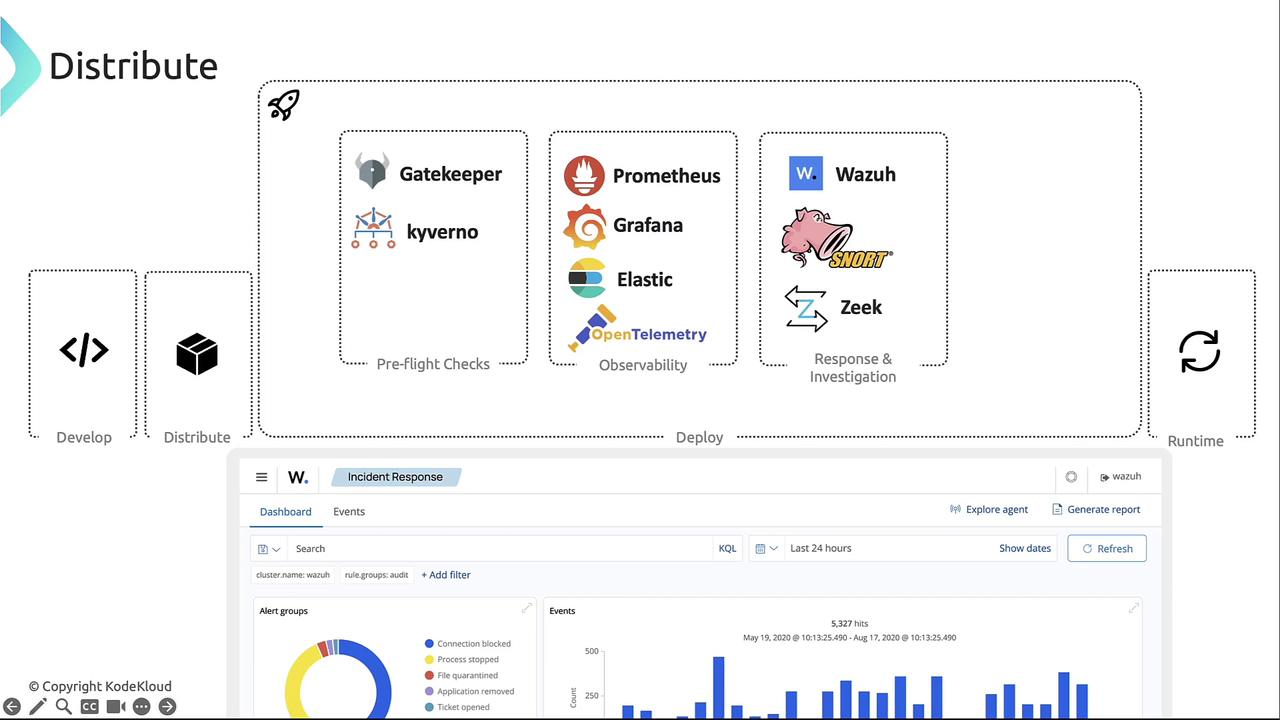 Distribute
Gatekeeper
kyverno
Pre-flight Checks
Prometheus
Grafana
Elastic
OpenTelemetry
Observability
W.
Wazuh
SNORT®
Z
Zeek
Response &
Investigation
Develop
Distribute
Deploy
Runtime
W.
Incident Response
wazuh
Dashboard
Events
Explore agent
Generate report
Search
KQL
Last 24 hours
Show dates
Refresh
cluster.name: wazuh
rule.groups: audit
+ Add filter
Alert groups
Connection blocked
Process stopped
File quarantined
Application removed
Ticket opened
Events
5,327 hits
May 19, 2020 @ 10:13:25.490 - Aug 17, 2020 @ 10:13:25.490
500
250
Count
© Copyright KodeKloud
CC